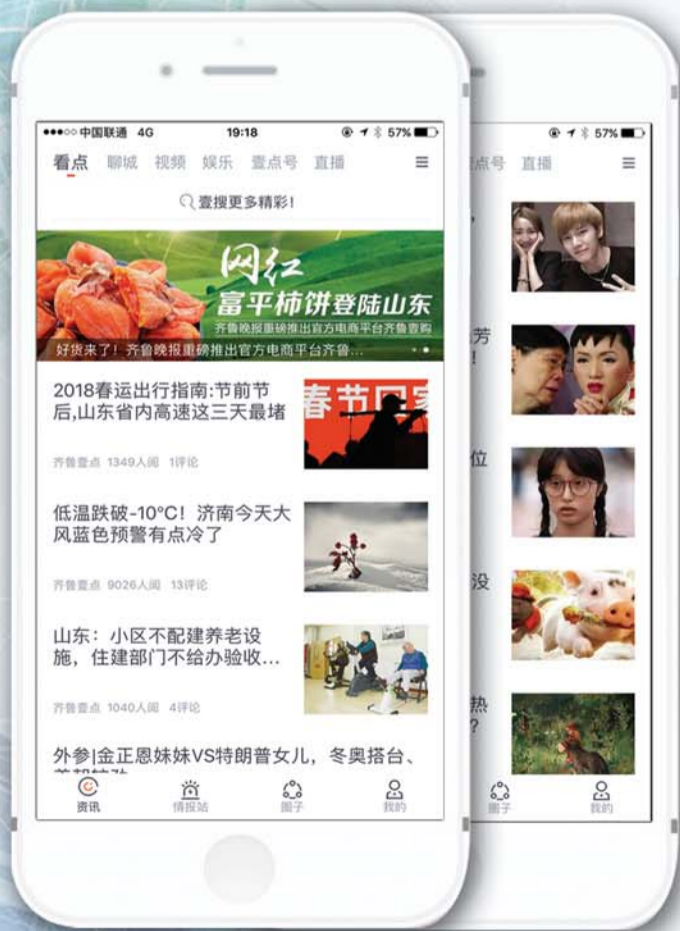 中国联通 4G 19:18 57%
看点 聊城 视频 娱乐 壹点号 直播
壹搜更多精彩!
网红
富平柿饼登陆山东
齐鲁晚报重磅推出官方电商平台齐鲁壹购
好货来了!齐鲁晚报重磅推出官方电商平台齐鲁...
2018春运出行指南:节前节
后,山东省内高速这三天最堵
齐鲁壹点 1349人阅 1评论
春节回家
低温跌破-10°C!济南今天大
风蓝色预警有点冷了
齐鲁壹点 9026人阅 13评论
山东:小区不配建养老设
施,住建部门不给办验收...
齐鲁壹点 1040人阅 4评论
外参|金正恩妹妹VS特朗普女儿,冬奥搭台、
资讯 情报站 圈子 我的
57%
点号 直播
芳
!
位
没
热
?
圈子 我的